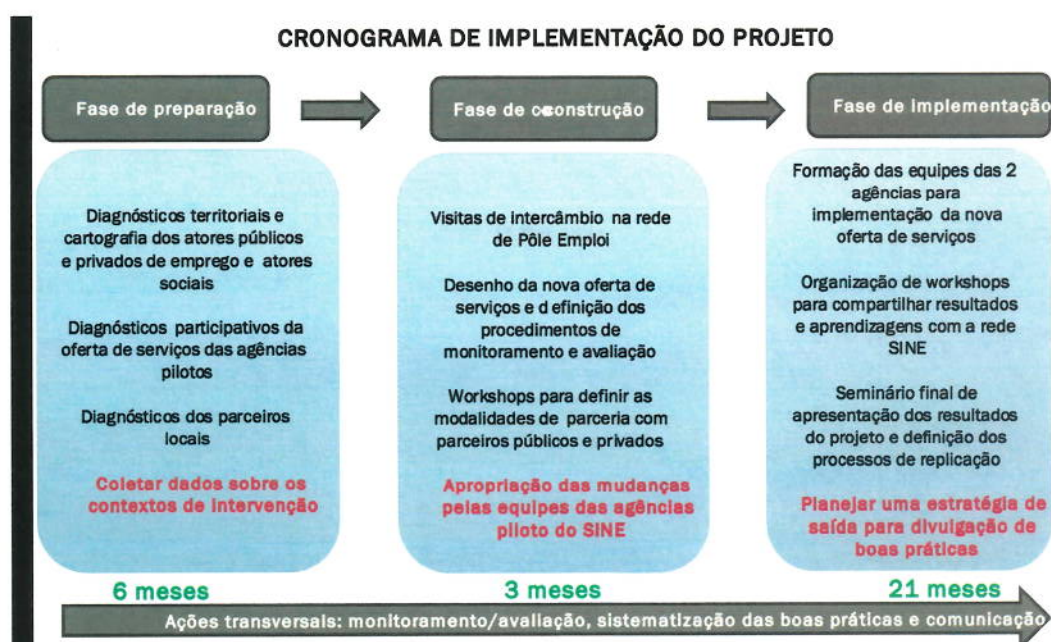 CRONOGRAMA DE IMPLEMENTAÇÃO DO PROJETO
Fase de preparação
Fase de coonstrução
Fase de implementação
Diagnósticos territoriais e
cartografia dos atores públicos
e privados de emprego e atores
sociais
Diagnósticos participativos da
oferta de serviços das agências
pilotos
Diagnósticos dos parceiros
locais
Coletar dados sobre os
contextos de intervenção
6 meses
Visitas de intercâmbio na rede
de Pôle Emploi
Desenho da nova oferta de
serviços e d efinição dos
procedimentos de
monitoramento e avaliação
Workshops para definir as
modalidades de parceria com
parceiros públicos e privados
Apropriação das mudanças
pelas equipes das agências
piloto do SINE
3 meses
Formação das equipes das 2
agências para
implementação da nova
oferta de serviços
Organização de workshops
para compartilhar resultados
e aprendizagens com a rede
SINE
Seminário final de
apresentação dos resultados
do projeto e definição dos
processos de replicação
Planejar uma estratégia de
saída para divulgação de
boas práticas
21 meses
Ações transversais: monitoramento/avaliação, sistematização das boas práticas e comunicação